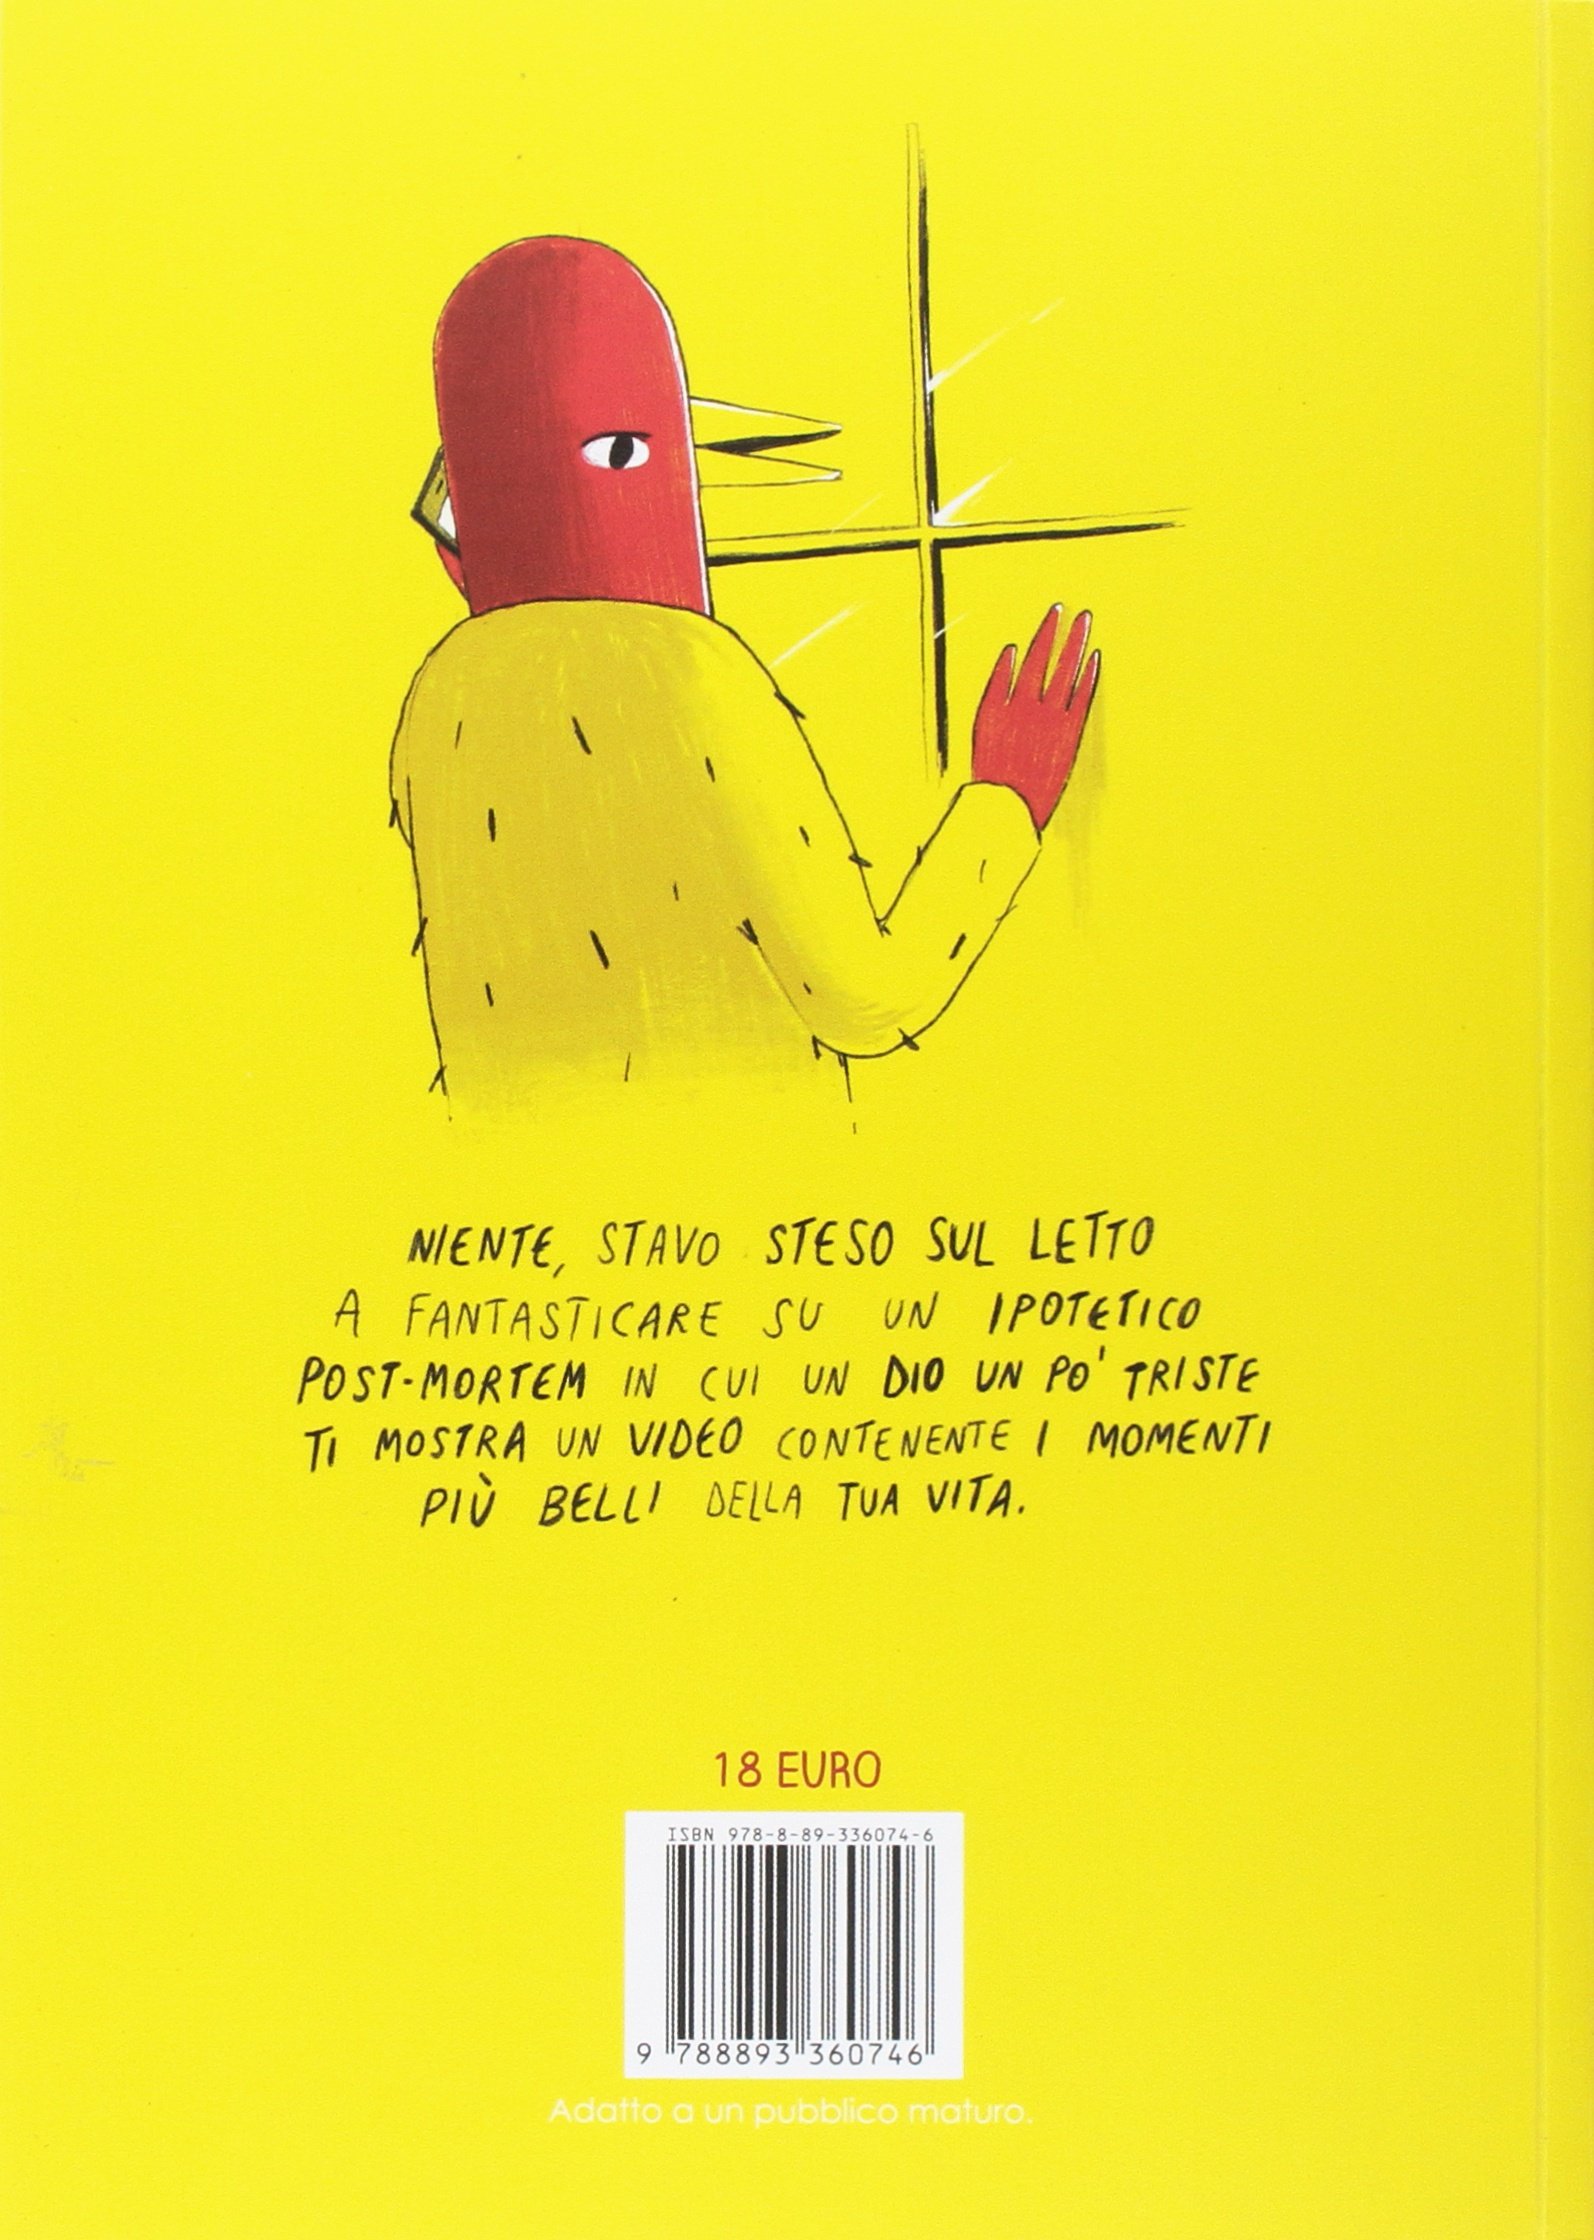 NIENTE, STAVO STESO SUL LETTO
A FANTASTICARE SU UN IPOTETICO
POST-MORTEM IN CUI UN DIO UN PO' TRISTE
TI MOSTRA UN VIDEO CONTENENTE I MOMENTI
PIÙ BELLI DELLA TUA VITA.
18 EURO
ISBN 978-8-89-336074-6
9 788893 360746
Adatto a un pubblico maturo.